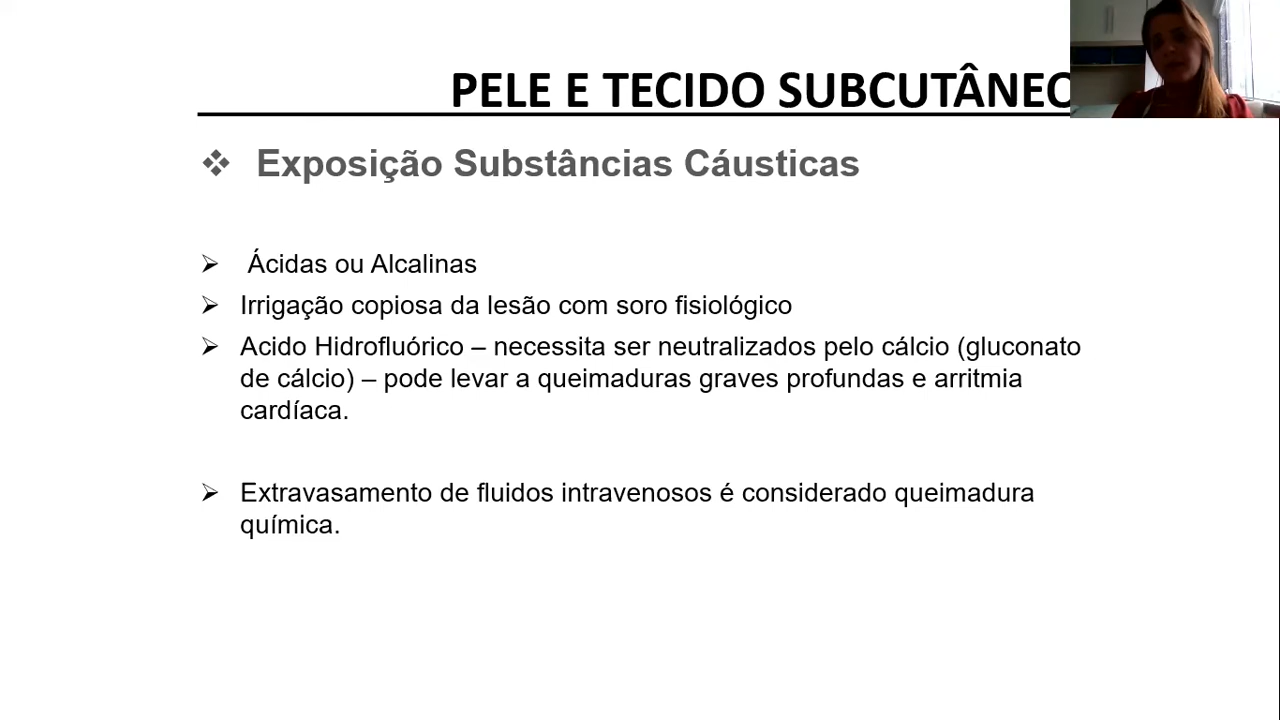 PELE E TECIDO SUBCUTÂNEO
Exposição Substâncias Cáusticas
Ácidas ou Alcalinas
Irrigação copiosa da lesão com soro fisiológico
Acido Hidrofluórico – necessita ser neutralizados pelo cálcio (gluconato
de cálcio) – pode levar a queimaduras graves profundas e arritmia
cardíaca.
Extravasamento de fluidos intravenosos é considerado queimadura
química.